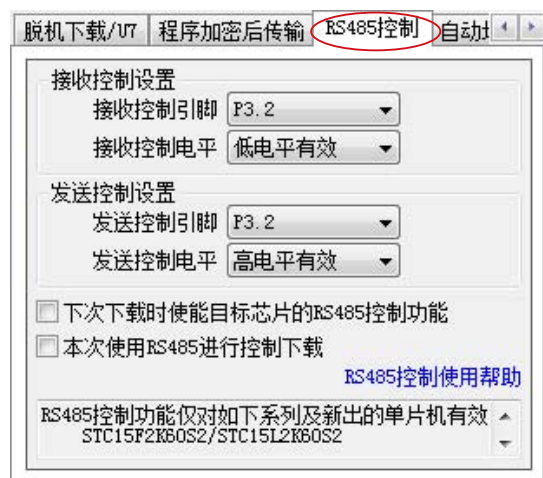 脱机下载/U7 程序加密后传输 RS485控制
接收控制设置
接收控制引脚 P3.2
接收控制电平 低电平有效
发送控制设置
发送控制引脚 P3.2
发送控制电平 高电平有效
下次下载时使能目标芯片的RS485控制功能
本次使用RS485进行控制下载
RS485控制使用帮助
RS485控制功能仅对如下系列及新出的单片机有效
STC15F2K60S2/STC15L2K60S2